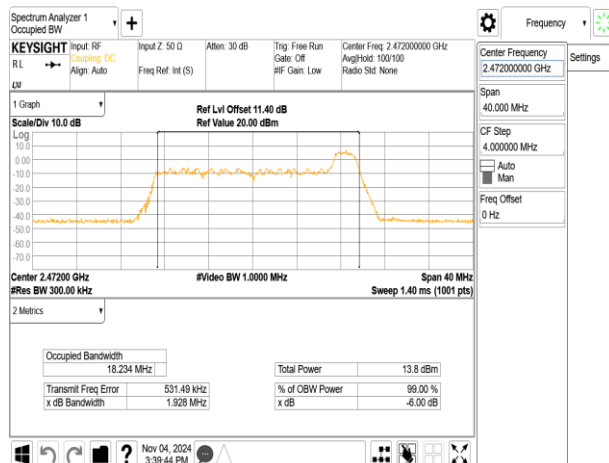 Spectrum Analyzer 1
Occupied BW
Frequency
KEYSIGHT
RL
Input: RF
Coupling: DC
Align: Auto
Input Z: 50 Ω
Freq Ref: Int (S)
Atten: 30 dB
Trig: Free Run
Gate: Off
#IF Gain: Low
Center Freq: 2.472000000 GHz
Avg|Hold: 100/100
Radio Std: None
Center Frequency
2.472000000 GHz
Settings
Span
40.000 MHz
CF Step
4.000000 MHz
Auto
Man
Freq Offset
0 Hz
1 Graph
Scale/Div 10.0 dB
Ref Lvl Offset 11.40 dB
Ref Value 20.00 dBm
Log
10.0
0.00
-10.0
-20.0
-30.0
-40.0
-50.0
-60.0
-70.0
Center 2.47200 GHz
#Res BW 300.00 kHz
#Video BW 1.0000 MHz
Span 40 MHz
Sweep 1.40 ms (1001 pts)
2 Metrics
Occupied Bandwidth
18.234 MHz
Transmit Freq Error 531.49 kHz
x dB Bandwidth 1.928 MHz
Total Power 13.8 dBm
% of OBW Power 99.00 %
x dB -6.00 dB
?
Nov 04, 2024
3:39:44 PM